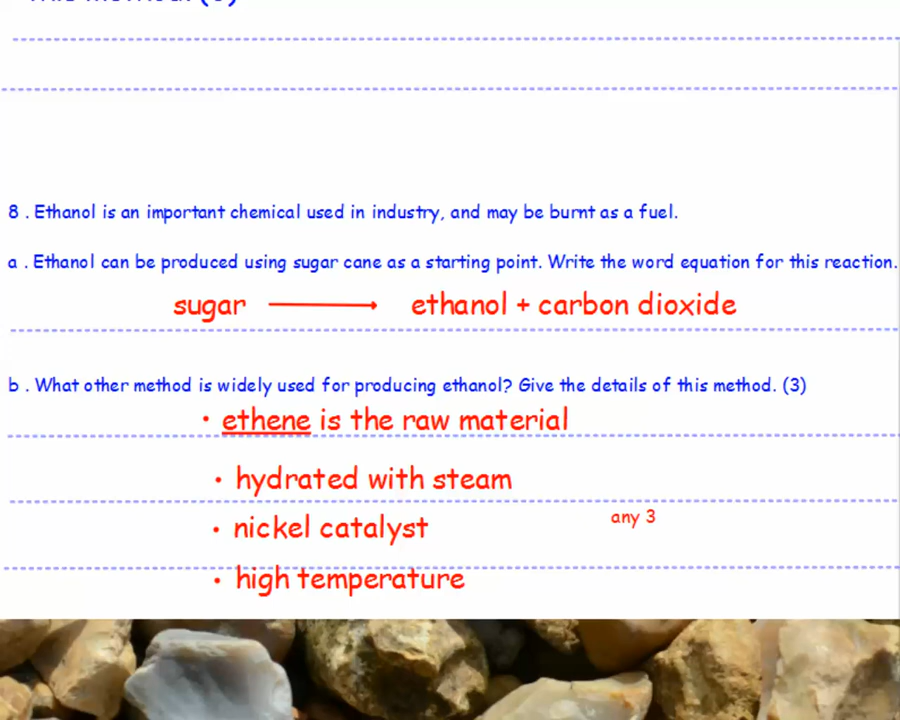 8 . Ethanol is an important chemical used in industry, and may be burnt as a fuel.
a . Ethanol can be produced using sugar cane as a starting point. Write the word equation for this reaction.
sugar ⟶ ethanol + carbon dioxide
b . What other method is widely used for producing ethanol? Give the details of this method. (3)
• ethene is the raw material
• hydrated with steam
any 3
• nickel catalyst
• high temperature